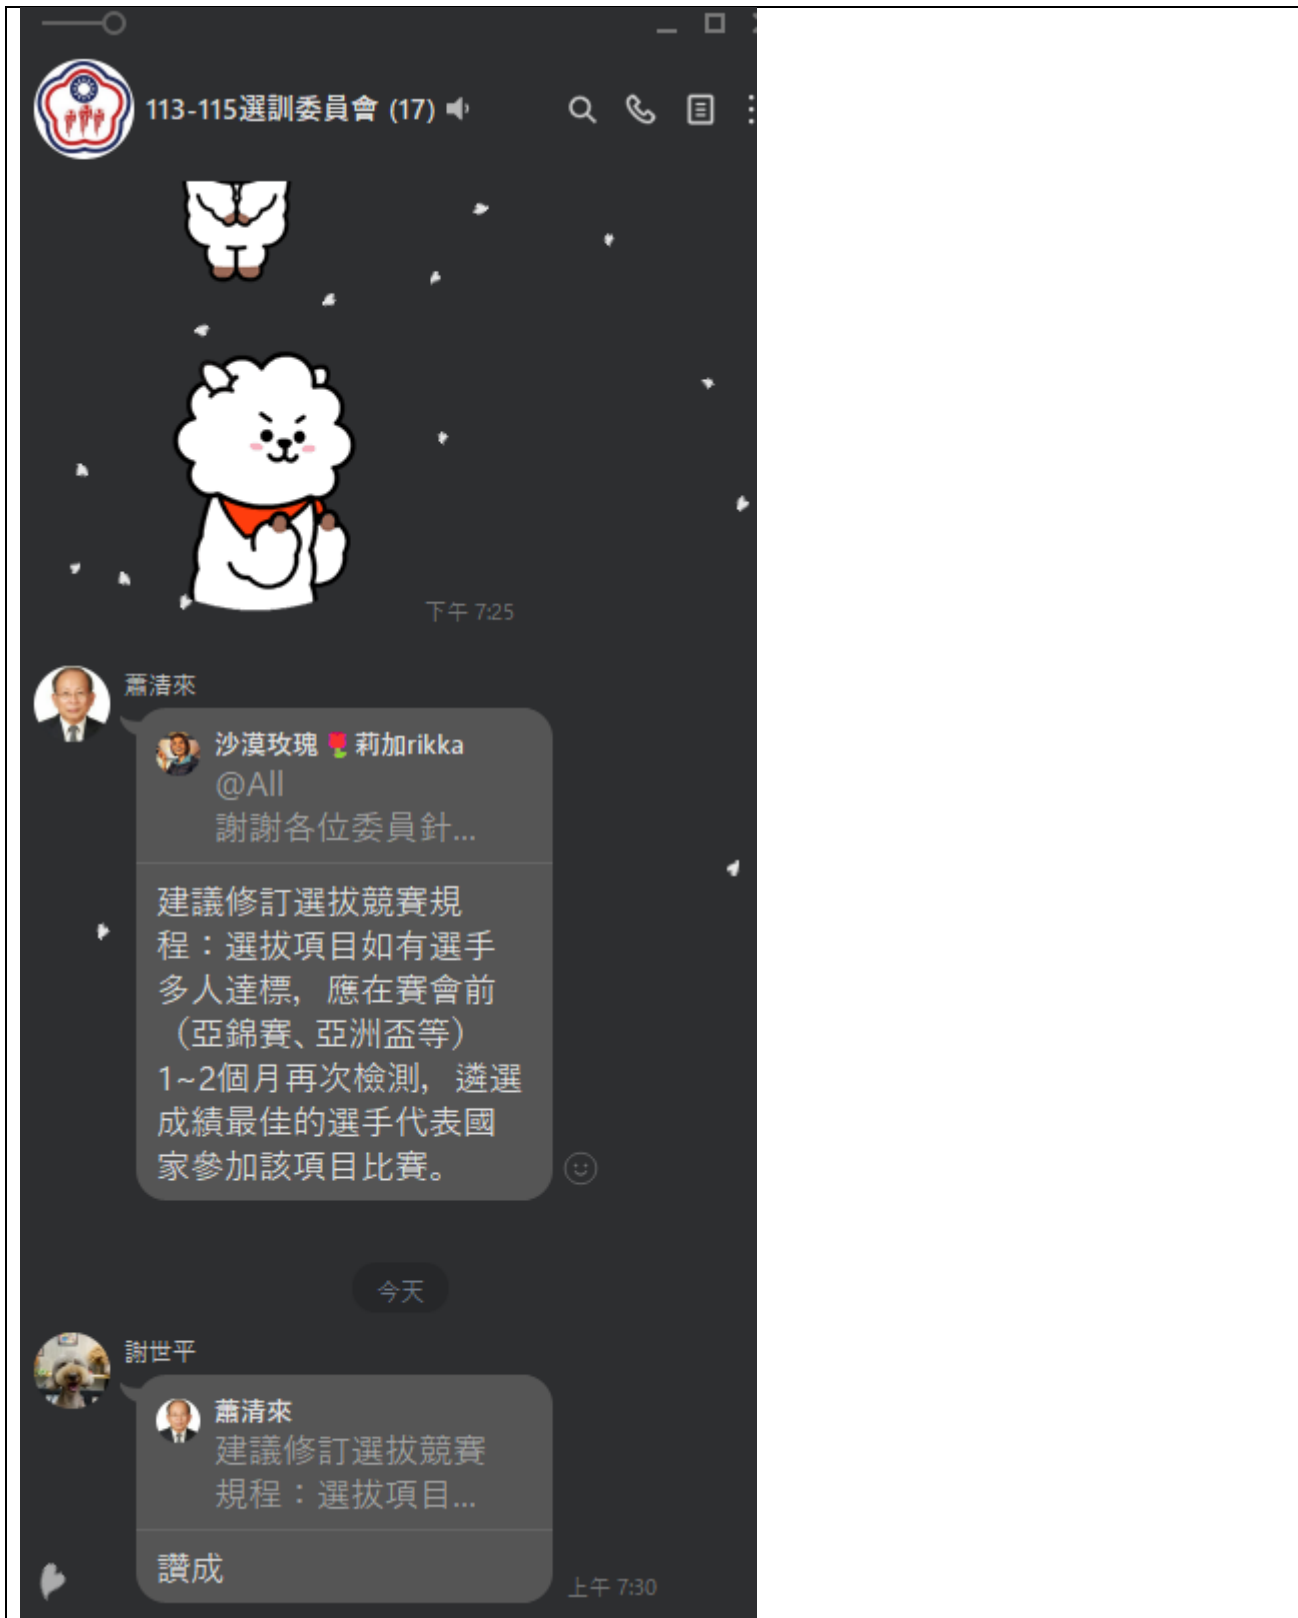 113-115選訓委員會 (17)
下午 7:25
蕭清來
沙漠玫瑰🌷莉加rikka
@All
謝謝各位委員針...
建議修訂選拔競賽規
程：選拔項目如有選手
多人達標，應在賽會前
（亞錦賽、亞洲盃等）
1~2個月再次檢測，遴選
成績最佳的選手代表國
家參加該項目比賽。
今天
謝世平
蕭清來
建議修訂選拔競賽
規程：選拔項目...
讚成
上午 7:30